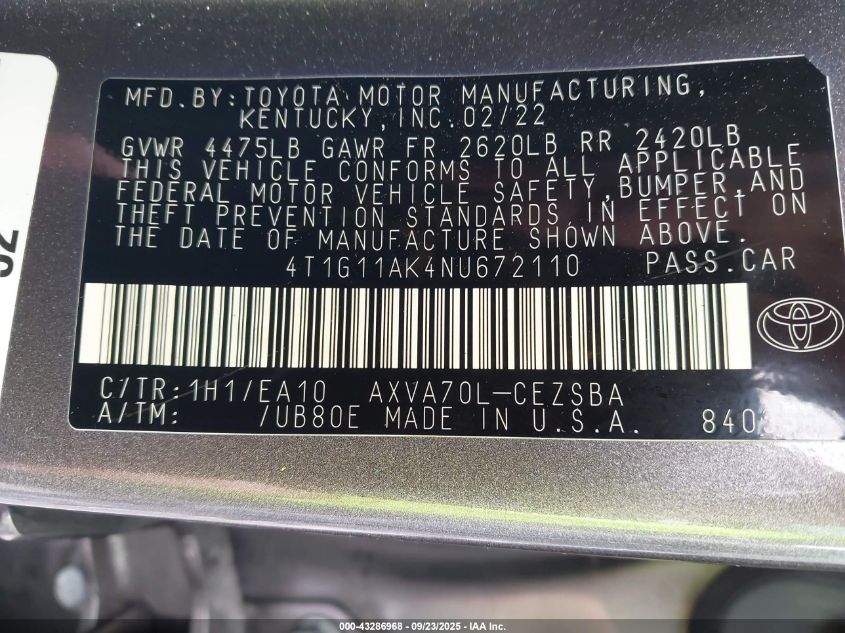 MFD.BY:TOYOTA MOTOR MANUFACTURING,
KENTUCKY,INC.02/22
GVWR 4475LB GAWR FR 2620LB RR 2420LB
THIS VEHICLE CONFORMS TO ALL APPLICABLE
FEDERAL MOTOR VEHICLE SAFETY,BUMPER,AND
THEFT PREVENTION STANDARDS IN EFFECT ON
THE DATE OF MANUFACTURE SHOWN ABOVE.
4T1G11AK4NU672110 PASS.CAR
C/TR:1H1/EA10 AXVA70L-CEZSBA
A/TM: /UB80E MADE IN U.S.A.
000-43286968 - 09/23/2025 - IAA Inc.